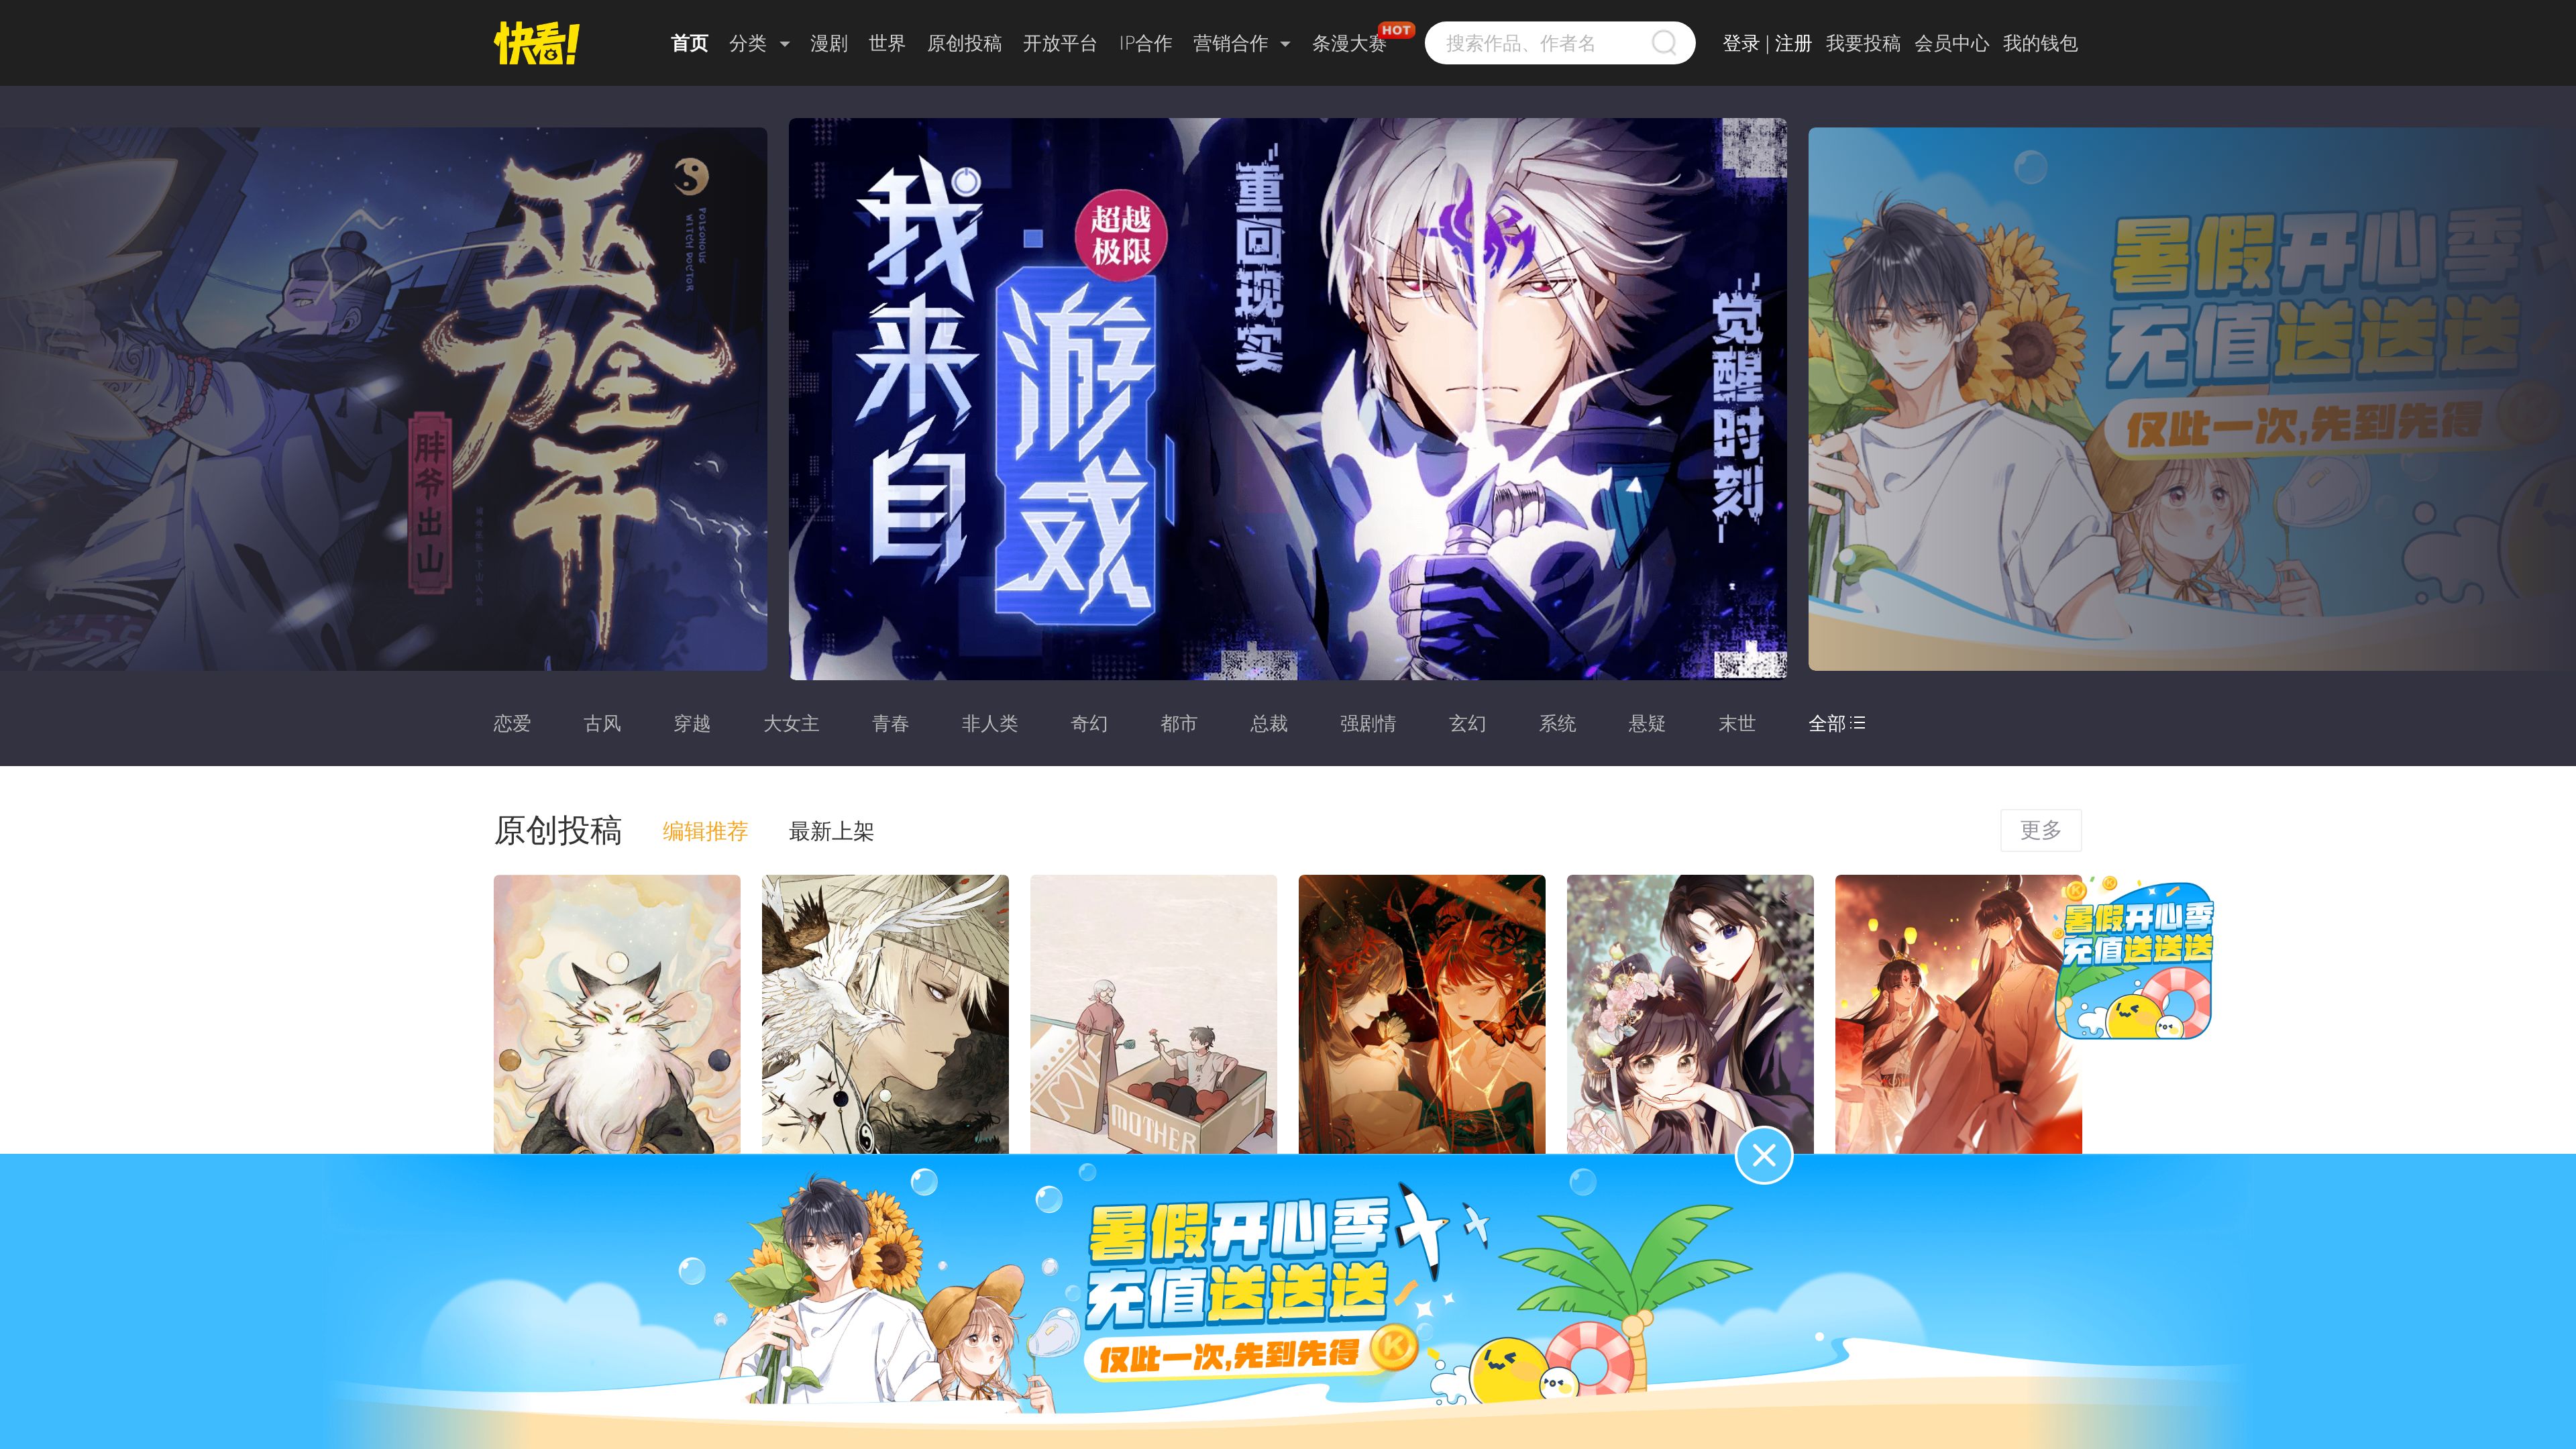 快看!
首页 分类 漫剧 世界 原创投稿 开放平台 IP合作 营销合作 条漫大赛 HOT
搜索作品、作者名
登录 | 注册 我要投稿 会员中心 我的钱包
巫力全开
POISONOUS WITCH DOCTOR
胖爷出山
我来自游戏
超越极限
重回现实
觉醒时刻
暑假开心季
充值送送送
仅此一次,先到先得
恋爱 古风 穿越 大女主 青春 非人类 奇幻 都市 总裁 强剧情 玄幻 系统 悬疑 末世 全部
原创投稿 编辑推荐 最新上架 更多
MOTHER
暑假开心季
充值送送送
暑假开心季
充值送送送
仅此一次,先到先得
K